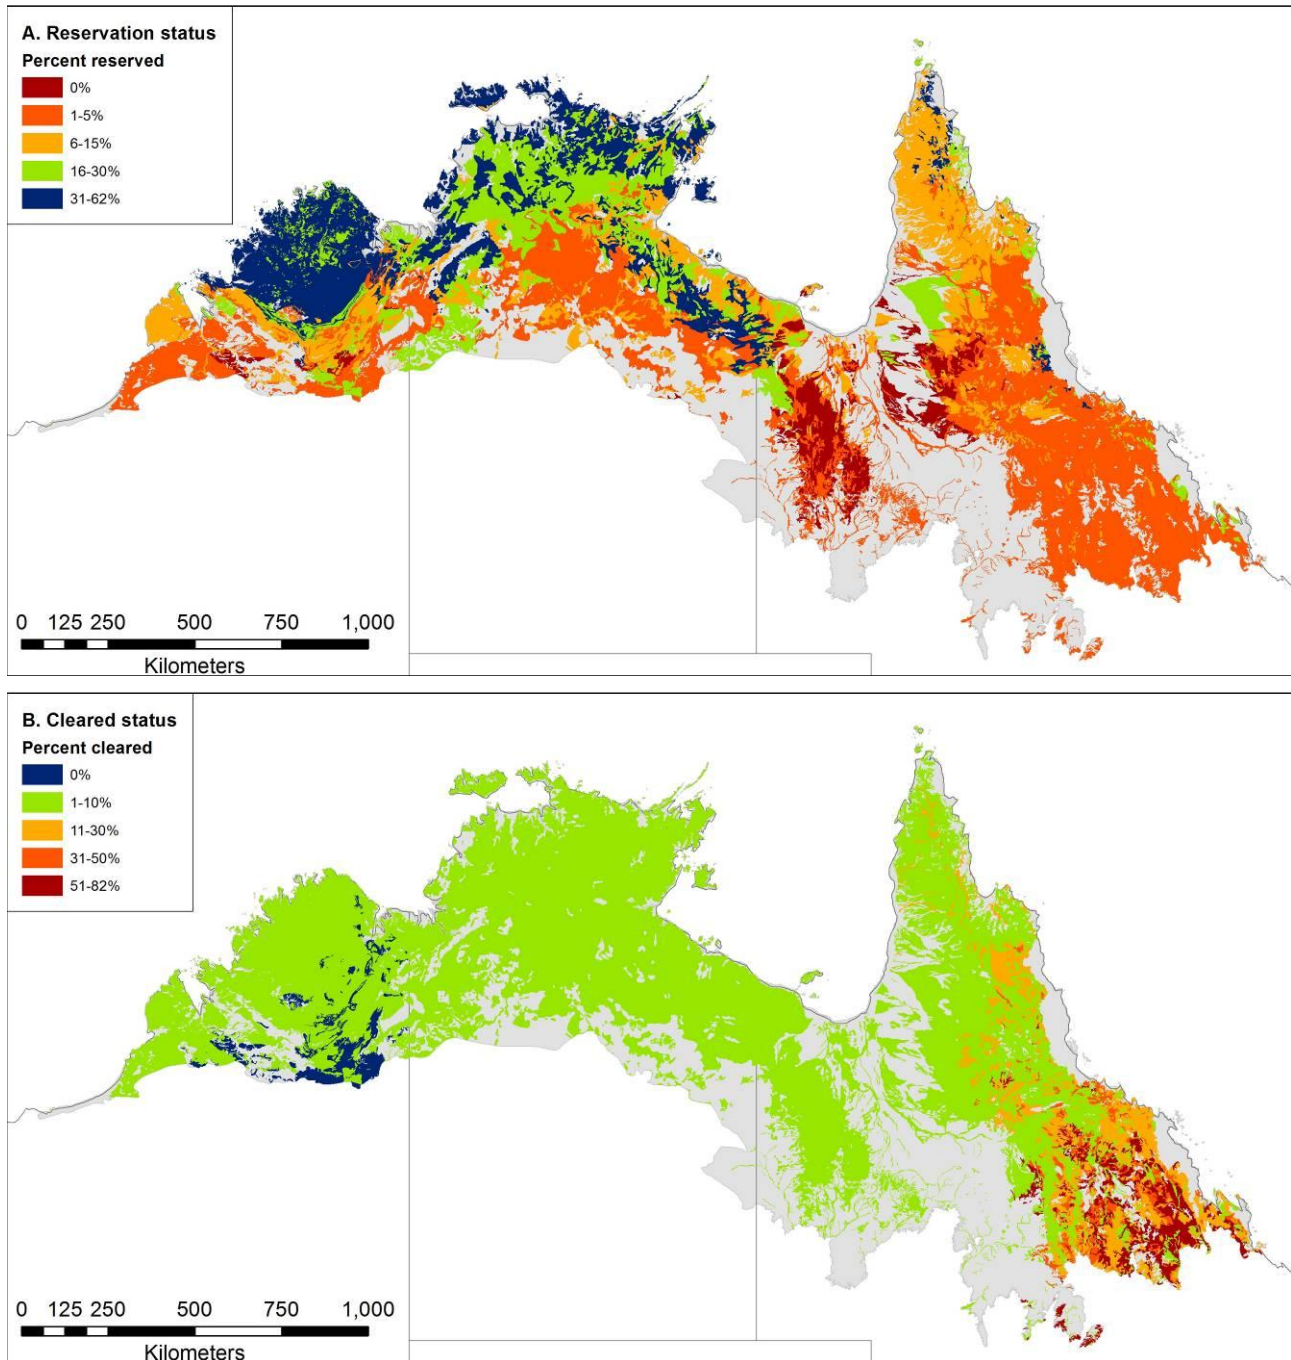 A. Reservation status
Percent reserved
0%
1-5%
6-15%
16-30%
31-62%
0 125 250 500 750 1,000
Kilometers
B. Cleared status
Percent cleared
0%
1-10%
11-30%
31-50%
51-82%
0 125 250 500 750 1,000
Kilometers